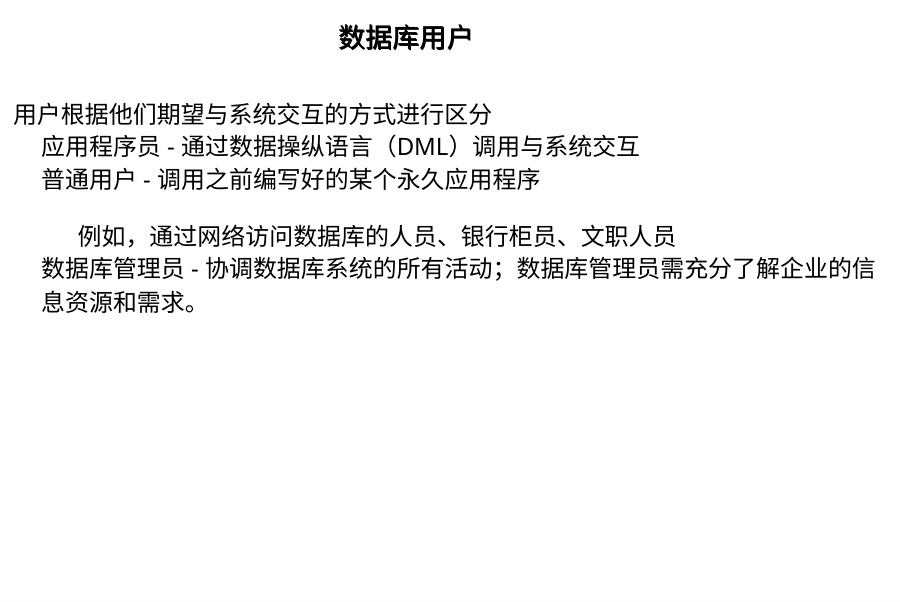 数据库用户
用户根据他们期望与系统交互的方式进行区分
应用程序员 - 通过数据操纵语言（DML）调用与系统交互
普通用户 - 调用之前编写好的某个永久应用程序
例如，通过网络访问数据库的人员、银行柜员、文职人员
数据库管理员 - 协调数据库系统的所有活动；数据库管理员需充分了解企业的信
息资源和需求。